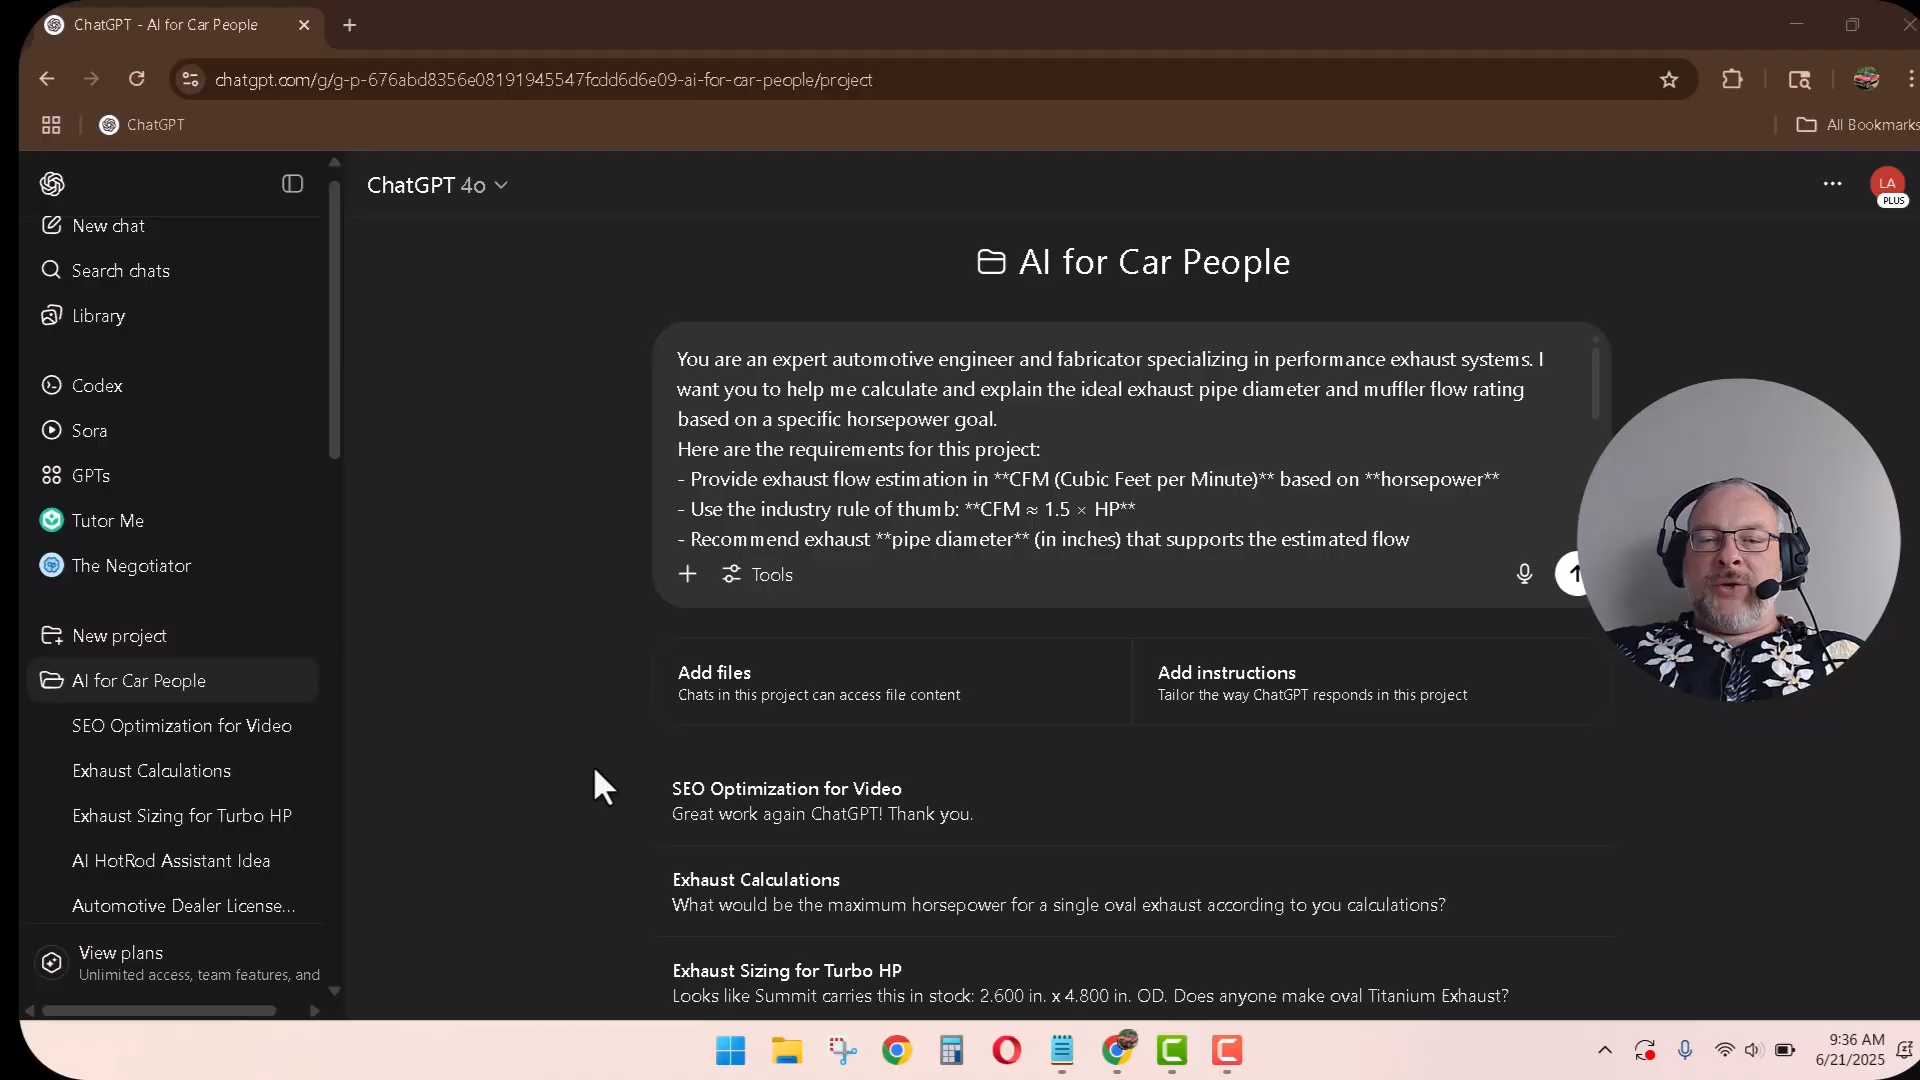 ChatGPT - AI for Car People
chatgpt.com/g/g-p-676abd8356e08191945547fcdd6d6e09-ai-for-car-people/project
ChatGPT
All Bookmarks
ChatGPT 4o
LA
PLUS
New chat
Search chats
Library
Codex
Sora
GPTs
Tutor Me
The Negotiator
New project
AI for Car People
SEO Optimization for Video
Exhaust Calculations
Exhaust Sizing for Turbo HP
AI HotRod Assistant Idea
Automotive Dealer License...
View plans
Unlimited access, team features, and
AI for Car People
You are an expert automotive engineer and fabricator specializing in performance exhaust systems. I
want you to help me calculate and explain the ideal exhaust pipe diameter and muffler flow rating
based on a specific horsepower goal.
Here are the requirements for this project:
- Provide exhaust flow estimation in **CFM (Cubic Feet per Minute)** based on **horsepower**
- Use the industry rule of thumb: **CFM ≈ 1.5 × HP**
- Recommend exhaust **pipe diameter** (in inches) that supports the estimated flow
Tools
Add files
Chats in this project can access file content
Add instructions
Tailor the way ChatGPT responds in this project
SEO Optimization for Video
Great work again ChatGPT! Thank you.
Exhaust Calculations
What would be the maximum horsepower for a single oval exhaust according to you calculations?
Exhaust Sizing for Turbo HP
Looks like Summit carries this in stock: 2.600 in. x 4.800 in. OD. Does anyone make oval Titanium Exhaust?
9:36 AM
6/21/2025